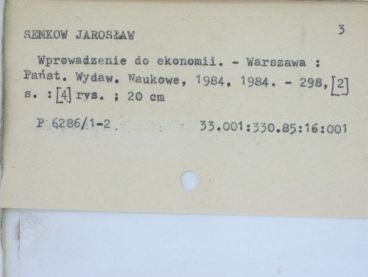 3
SEMKOW JAROSŁAW
Wprowadzenie do ekonomii. - Warszawa :
Państ. Wydaw. Naukowe, 1984, 1984. - 298, [2]
s. : [4] rys. ; 20 cm
P 6286/1-2 33.001:330.85:16:001